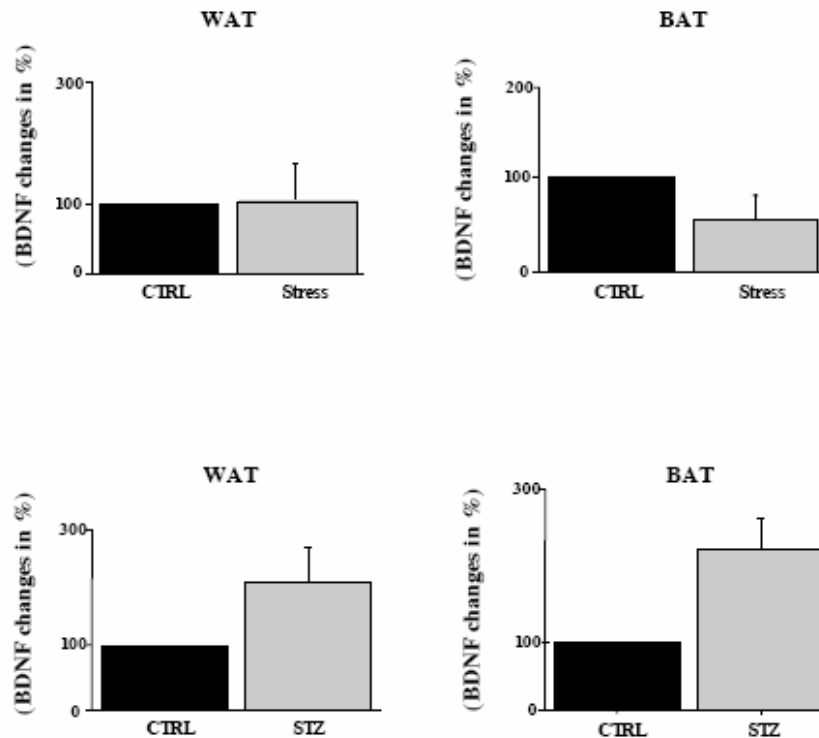 WAT
(BDNF changes in %)
300
100
0
CTRL
Stress
BAT
(BDNF changes in %)
200
100
0
CTRL
Stress
WAT
(BDNF changes in %)
300
100
0
CTRL
STZ
BAT
(BDNF changes in %)
300
100
0
CTRL
STZ